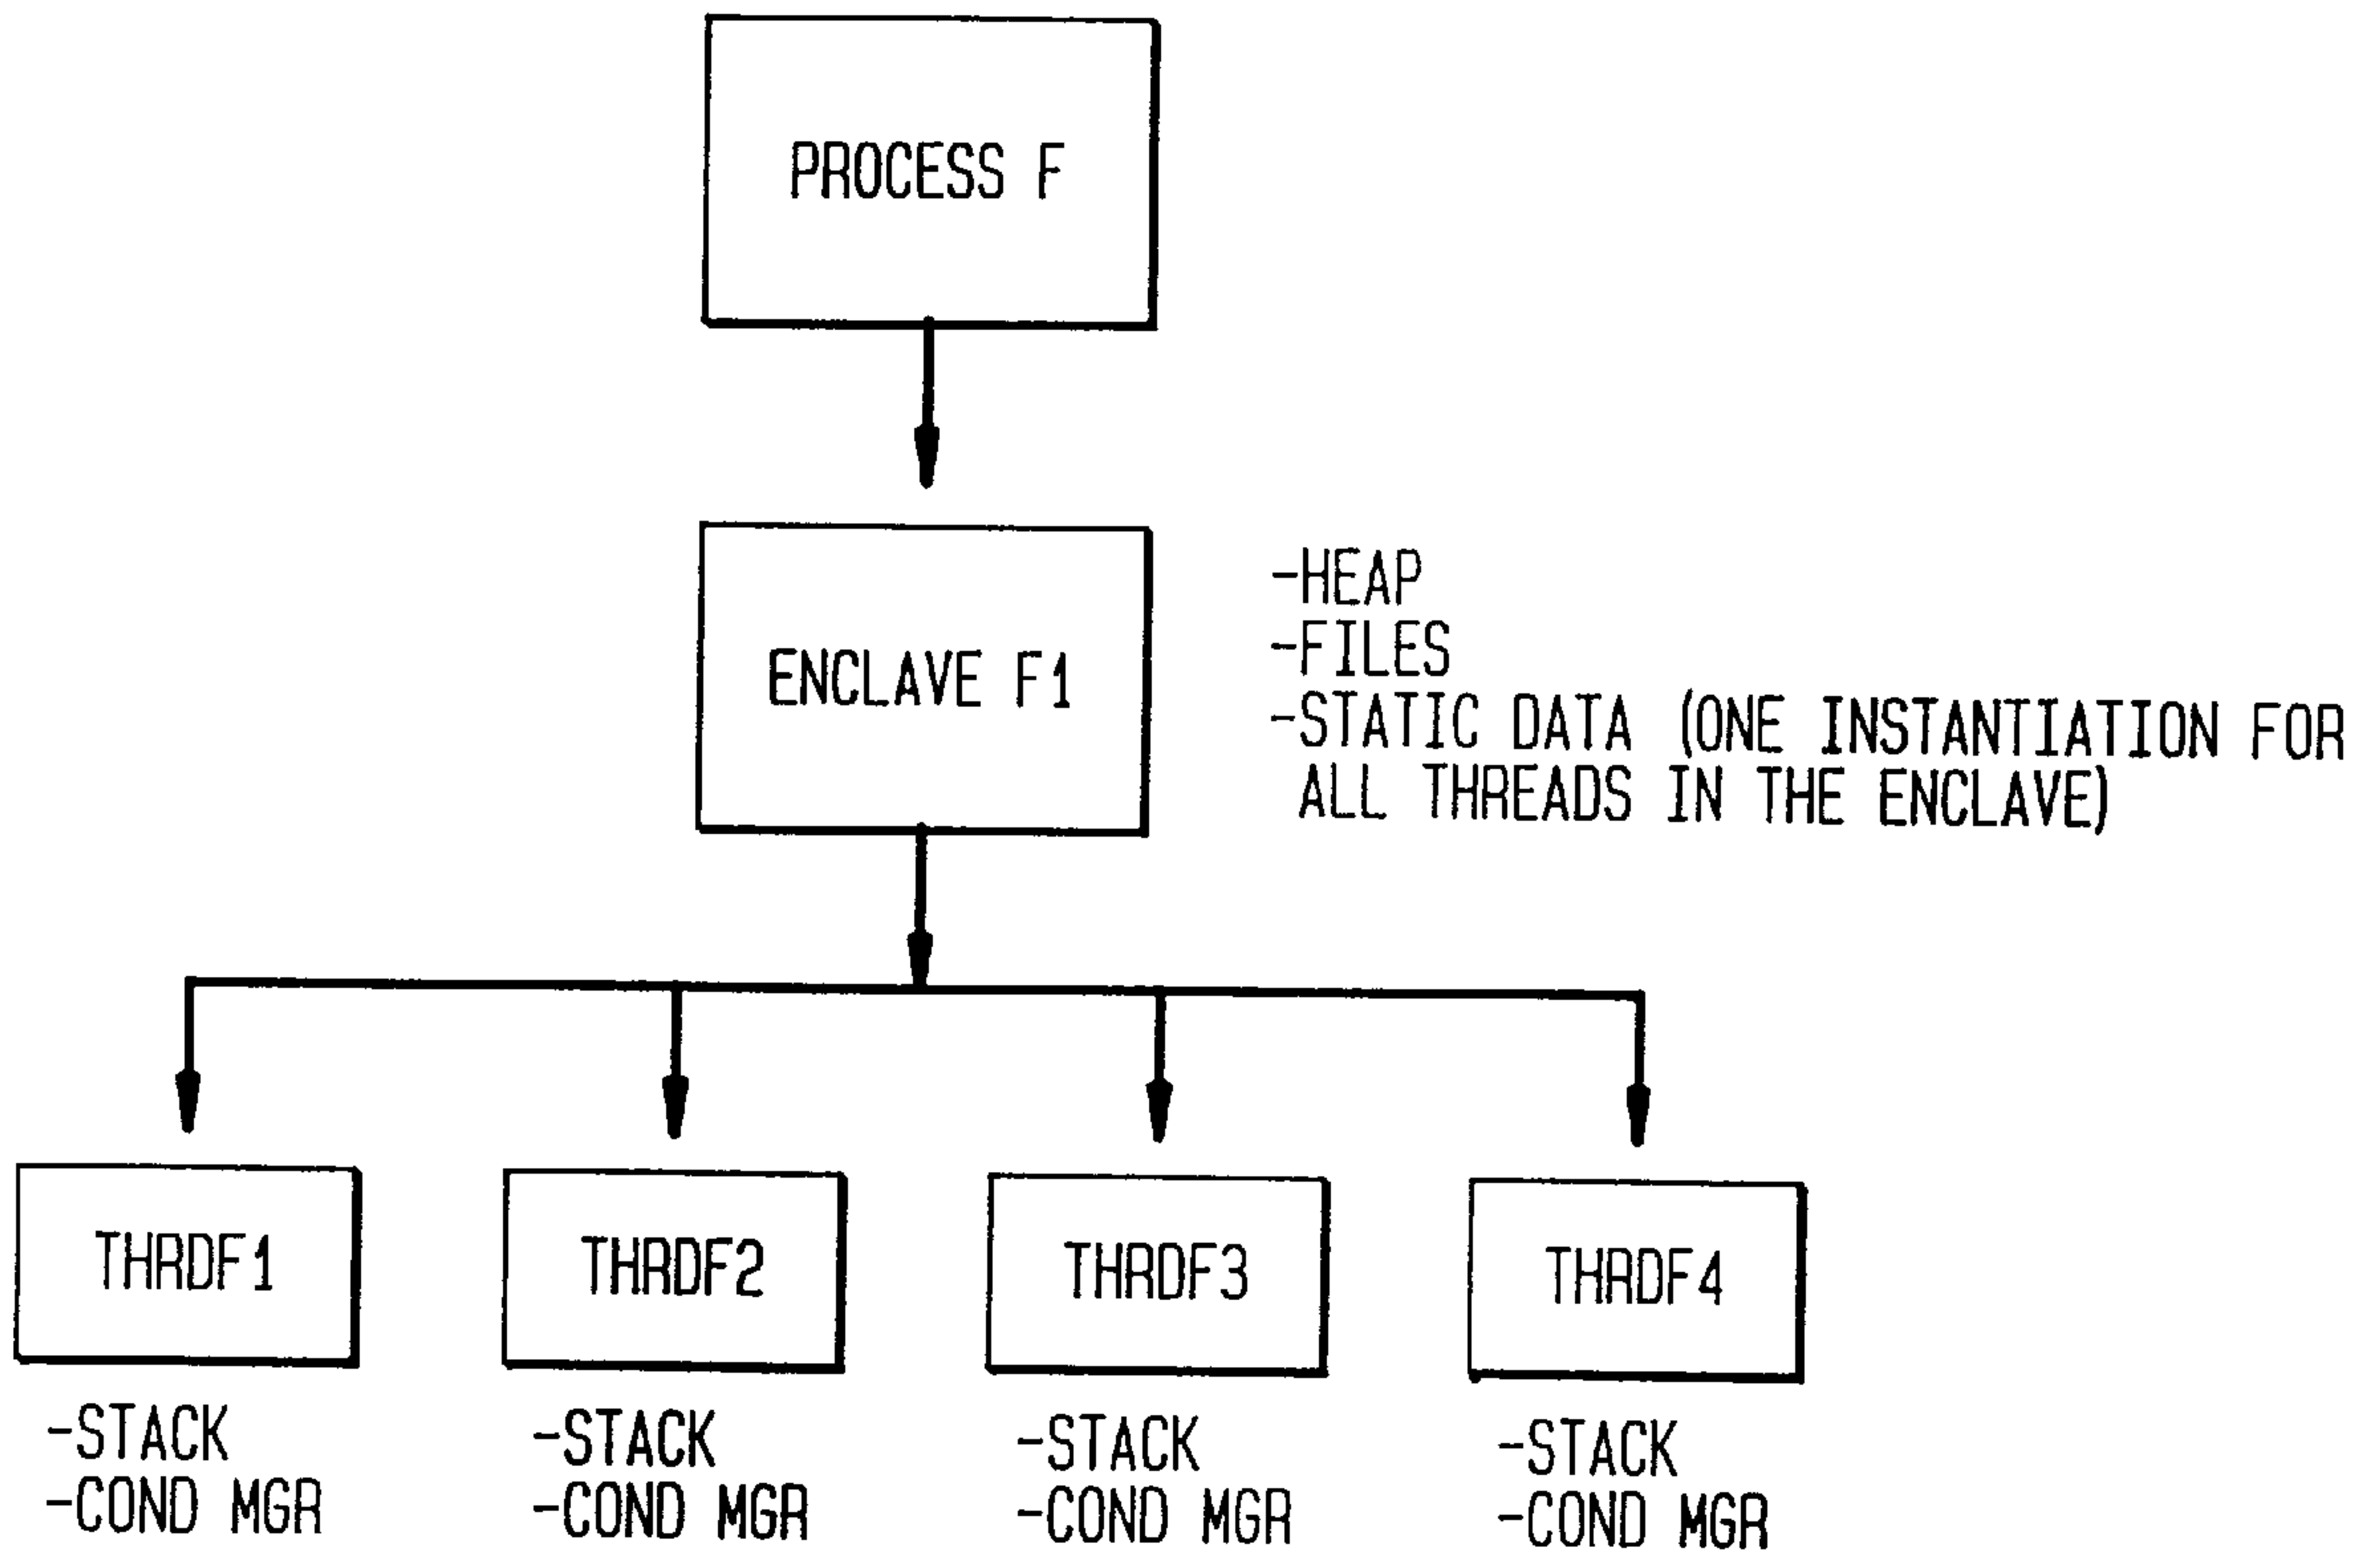 PROCESS F
ENCLAVE F1
-HEAP
-FILES
-STATIC DATA (ONE INSTANTIATION FOR
ALL THREADS IN THE ENCLAVE)
THRDF1
THRDF2
THRDF3
THRDF4
-STACK
-COND MGR
-STACK
-COND MGR
-STACK
-COND MGR
-STACK
-COND MGR